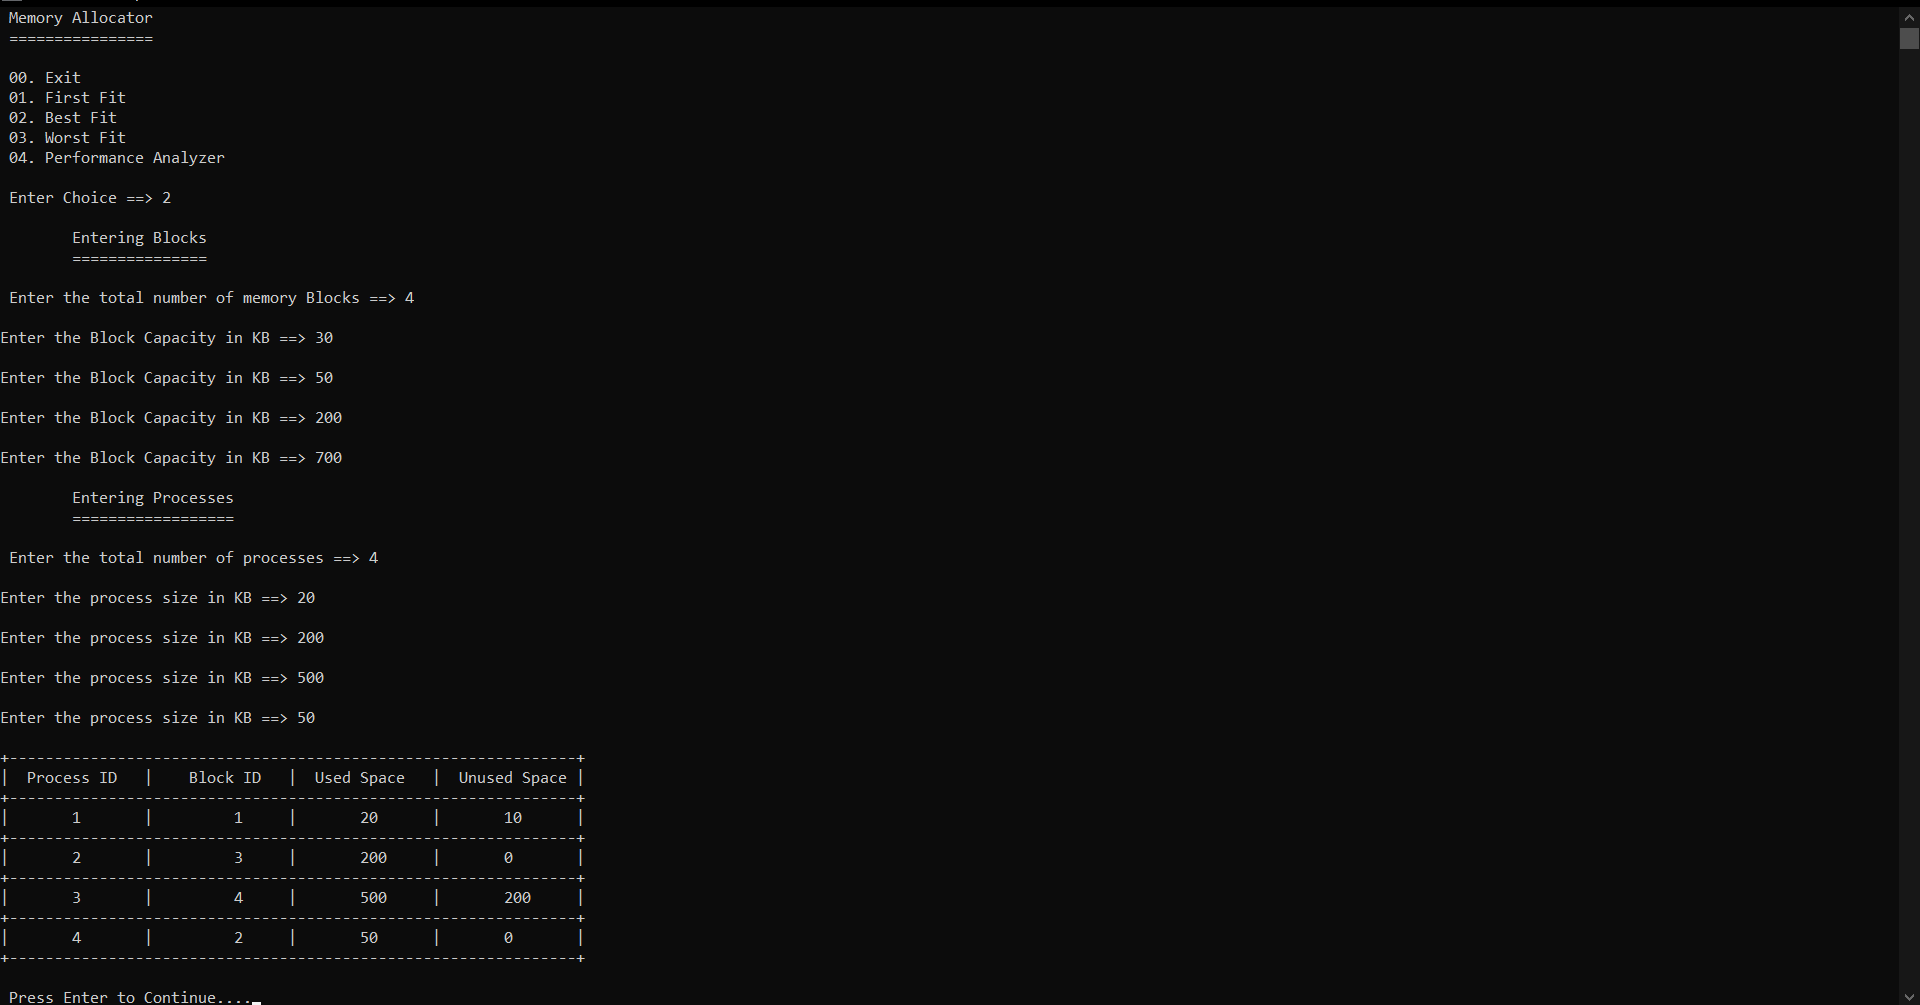 Memory Allocator
================
00. Exit
01. First Fit
02. Best Fit
03. Worst Fit
04. Performance Analyzer
Enter Choice ==> 2
Entering Blocks
===============
Enter the total number of memory Blocks ==> 4
Enter the Block Capacity in KB ==> 30
Enter the Block Capacity in KB ==> 50
Enter the Block Capacity in KB ==> 200
Enter the Block Capacity in KB ==> 700
Entering Processes
==================
Enter the total number of processes ==> 4
Enter the process size in KB ==> 20
Enter the process size in KB ==> 200
Enter the process size in KB ==> 500
Enter the process size in KB ==> 50
+---------------------------------------------------------------+
|  Process ID   |    Block ID   |  Used Space   |  Unused Space |
+---------------------------------------------------------------+
|       1       |         1     |       20      |       10      |
+---------------------------------------------------------------+
|       2       |         3     |       200     |       0       |
+---------------------------------------------------------------+
|       3       |         4     |       500     |       200     |
+---------------------------------------------------------------+
|       4       |         2     |       50      |       0       |
+---------------------------------------------------------------+
Press Enter to Continue....